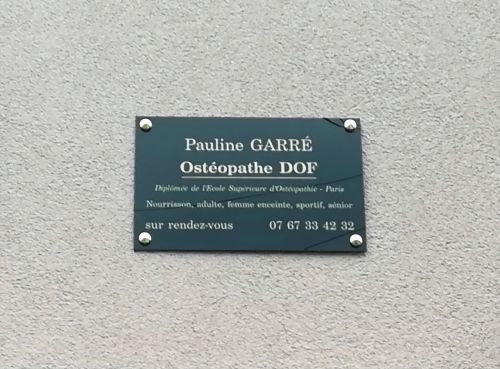 Pauline GARRÉ
Ostéopathe DOF
Diplômée de l'Ecole Supérieure d'Ostéopathie - Paris
Nourrisson, adulte, femme enceinte, sportif, sénior
sur rendez-vous 07 67 33 42 32